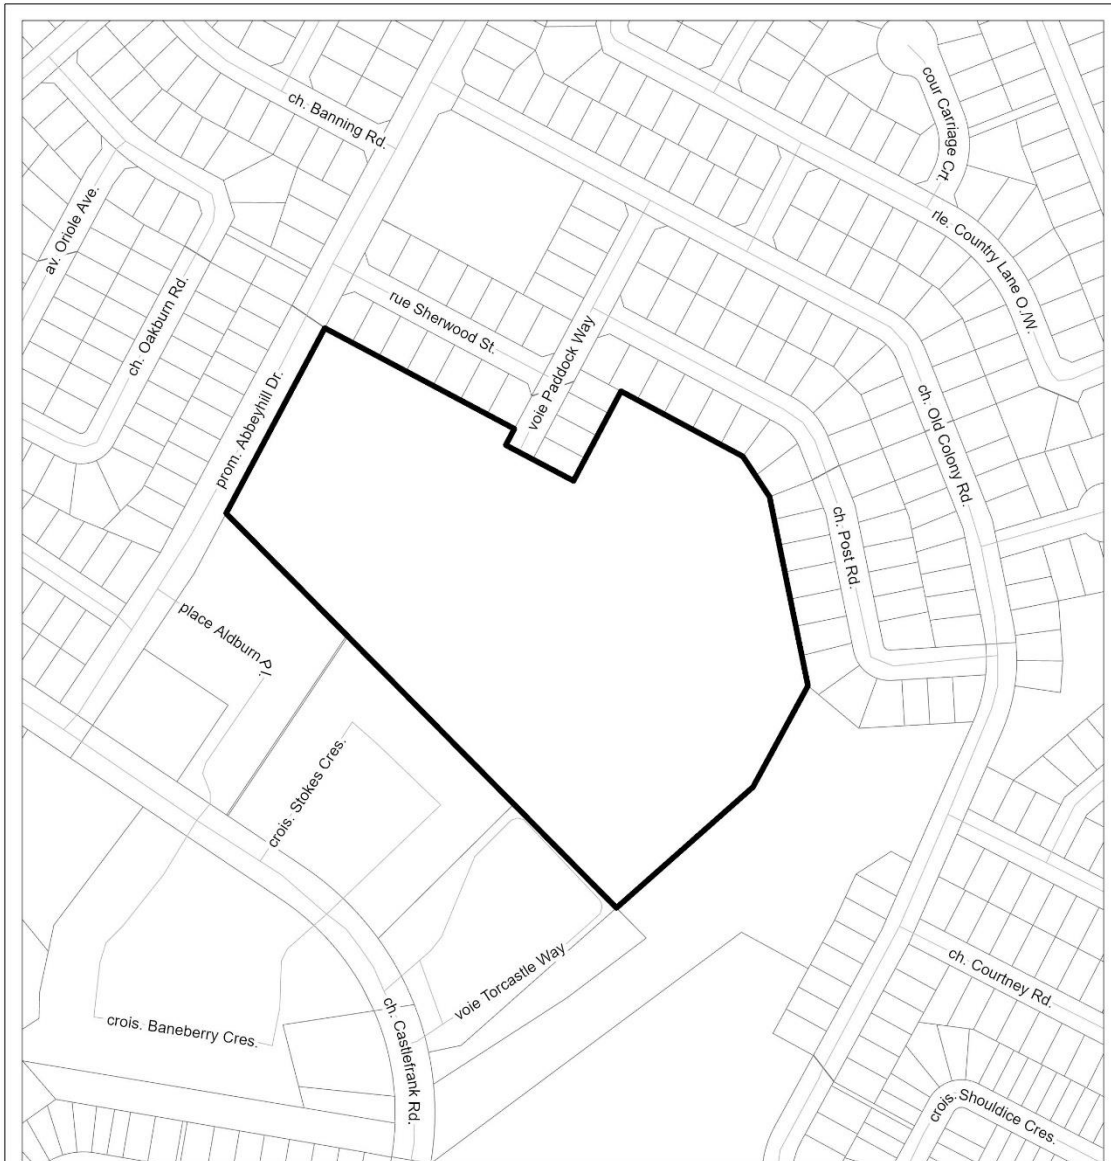 ch. Banning Rd.
cour Carriage Crt.
av. Oriole Ave.
rle. Country Lane O./W.
ch. Oakburn Rd.
rue Sherwood St.
voie Paddock Way
prom. Abbeyhill Dr.
ch. Old Colony Rd.
ch. Post Rd.
place Aldburn Pl.
crois. Stokes Cres.
voie Torcastle Way
ch. Courtney Rd.
crois. Baneberry Cres.
ch. Castlefrank Rd.
crois. Shouldice Cres.